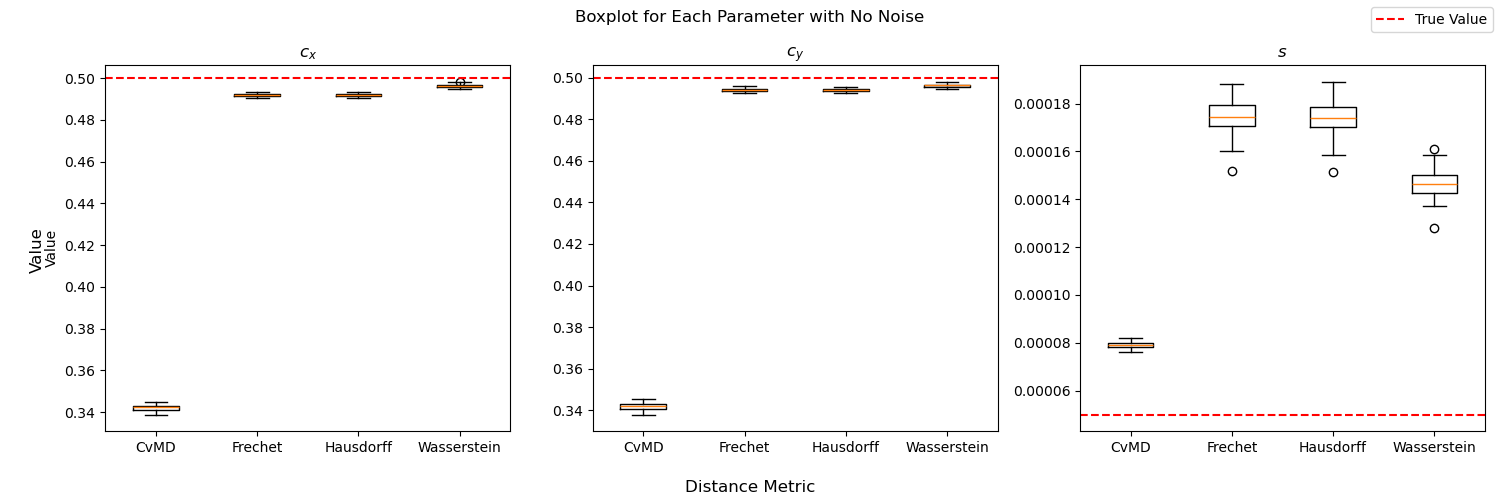 Boxplot for Each Parameter with No Noise
True Value
c_x
0.50
0.48
0.46
0.44
0.42
0.40
0.38
0.36
0.34
Value
Value
CvMD Frechet Hausdorff Wasserstein
c_y
0.50
0.48
0.46
0.44
0.42
0.40
0.38
0.36
0.34
CvMD Frechet Hausdorff Wasserstein
s
0.00018
0.00016
0.00014
0.00012
0.00010
0.00008
0.00006
CvMD Frechet Hausdorff Wasserstein
Distance Metric